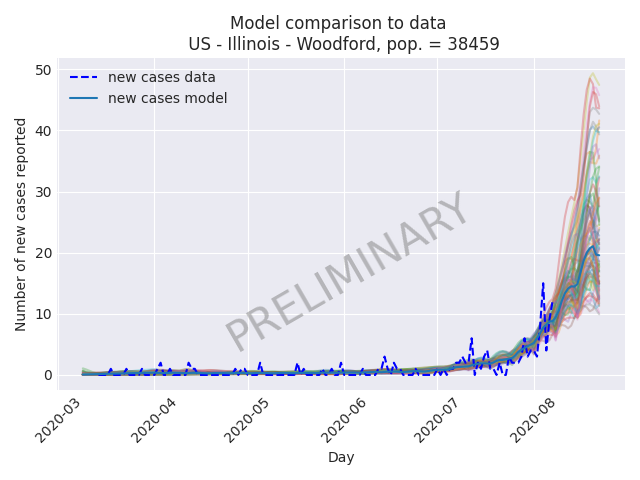 Model comparison to data
US - Illinois - Woodford, pop. = 38459
new cases data
new cases model
Number of new cases reported
50
40
30
20
10
0
PRELIMINARY
2020-03
2020-04
2020-05
2020-06
2020-07
2020-08
Day